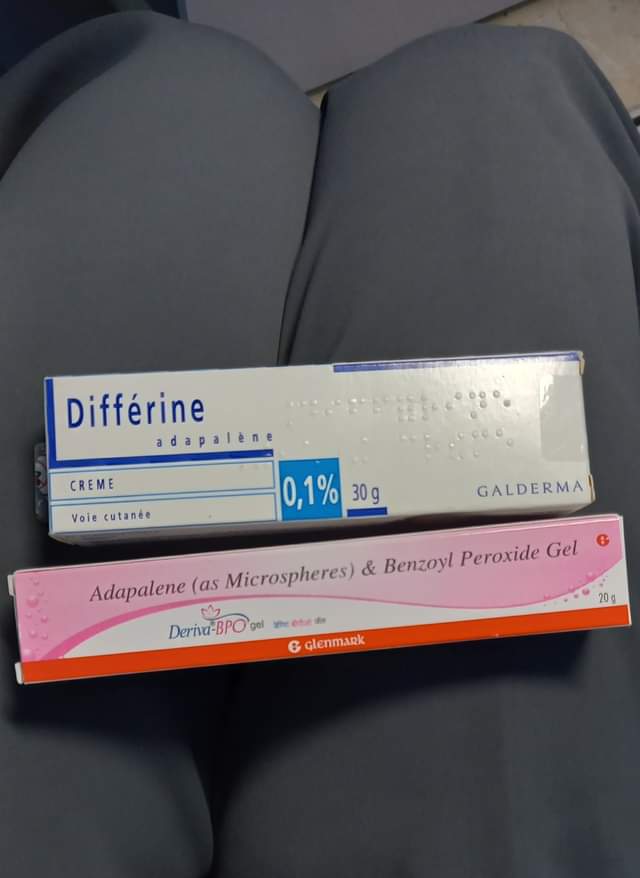 Différine
adapalène
CREME
Voie cutanée
0,1%
30 g
GALDERMA
Adapalene (as Microspheres) & Benzoyl Peroxide Gel
Deriva-BPO® gel
20 g
G glenmark